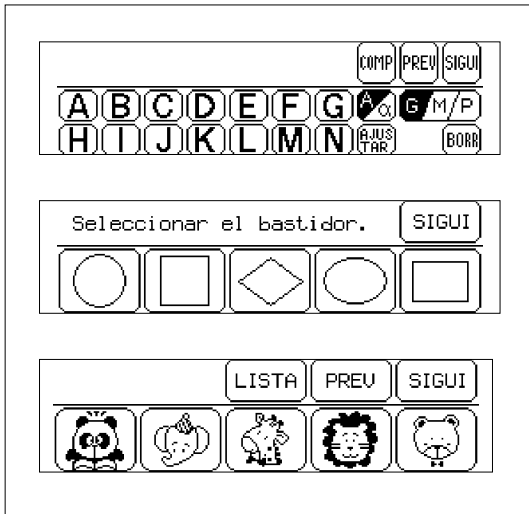 COMP PREV SIGUI
A B C D E F G A/α G/M/P
H I J K L M N AJUS TAR BORR
Seleccionar el bastidor. SIGUI
LISTA PREV SIGUI